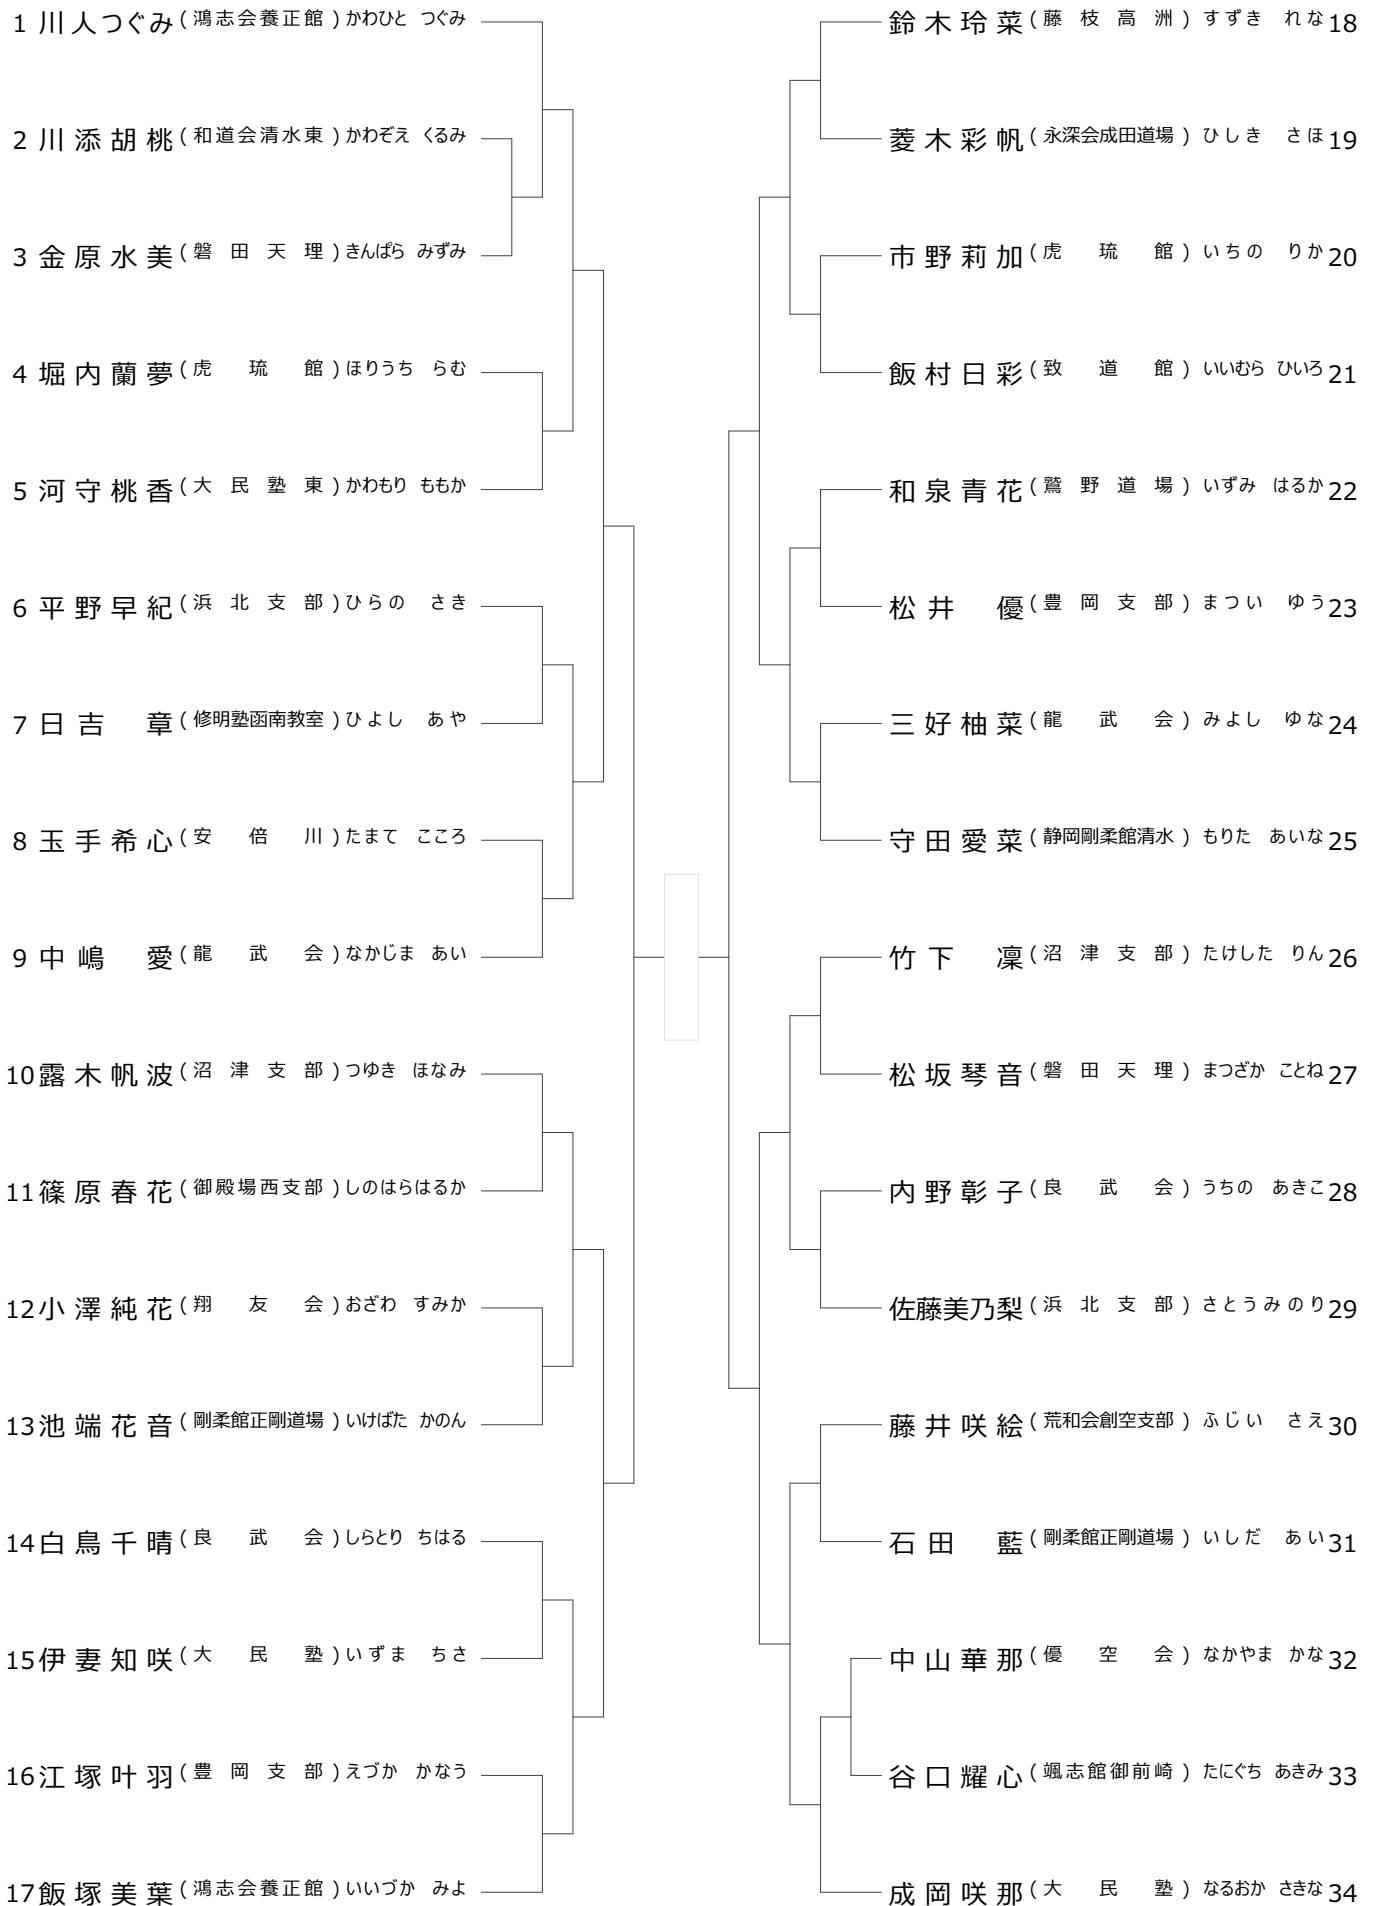 1 川人つぐみ (鴻志会養正館) かわひと つぐみ
2 川添胡桃 (和道会清水東) かわぞえ くるみ
3 金原水美 (磐田天理) きんぱら みずみ
4 堀内蘭夢 (虎琉館) ほりうち らむ
5 河守桃香 (大民塾東) かわもり ももか
6 平野早紀 (浜北支部) ひらの さき
7 日吉 章 (修明塾函南教室) ひよし あや
8 玉手希心 (安倍川) たまて こころ
9 中嶋 愛 (龍武会) なかじま あい
10 露木帆波 (沼津支部) つゆき ほなみ
11 篠原春花 (御殿場西支部) しのはらはるか
12 小澤純花 (翔友会) おざわ すみか
13 池端花音 (剛柔館正剛道場) いけばた かのん
14 白鳥千晴 (良武会) しらとり ちはる
15 伊妻知咲 (大民塾) いずま ちさ
16 江塚叶羽 (豊岡支部) えづか かなう
17 飯塚美葉 (鴻志会養正館) いいづか みよ
鈴木玲菜 (藤枝高洲) すずき れな 18
菱木彩帆 (永深会成田道場) ひしき さほ 19
市野莉加 (虎琉館) いちの りか 20
飯村日彩 (致道館) いいむら ひいろ 21
和泉青花 (鷲野道場) いずみ はるか 22
松井 優 (豊岡支部) まつい ゆう 23
三好柚菜 (龍武会) みよし ゆな 24
守田愛菜 (静岡剛柔館清水) もりた あいな 25
竹下 凜 (沼津支部) たけした りん 26
松坂琴音 (磐田天理) まつざか ことね 27
内野彰子 (良武会) うちの あきこ 28
佐藤美乃梨 (浜北支部) さとうみのり 29
藤井咲絵 (荒和会創空支部) ふじい さえ 30
石田 藍 (剛柔館正剛道場) いしだ あい 31
中山華那 (優空会) なかやま かな 32
谷口耀心 (颯志館御前崎) たにぐち あきみ 33
成岡咲那 (大民塾) なるおか さきな 34